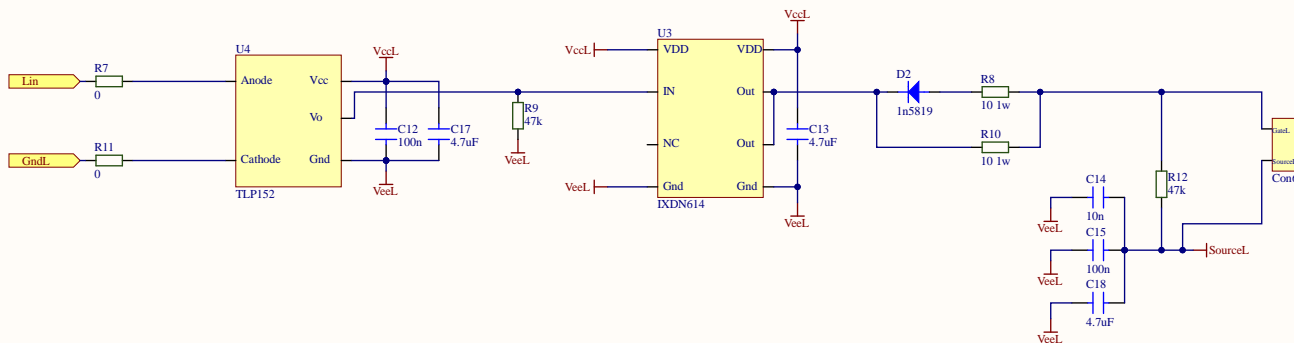 U4
VccL
Lin
R7
0
Anode
Vcc
Vo
GndL
R11
0
Cathode
Gnd
TLP152
C12
100n
C17
4.7uF
VeeL
R9
47k
VeeL
U3
VccL
VDD
VDD
IN
Out
NC
Out
VeeL
Gnd
Gnd
IXDN614
VccL
C13
4.7uF
VeeL
D2
1n5819
R8
10 1w
R10
10 1w
R12
47k
C14
10n
VeeL
C15
100n
VeeL
C18
4.7uF
VeeL
SourceL
GateL